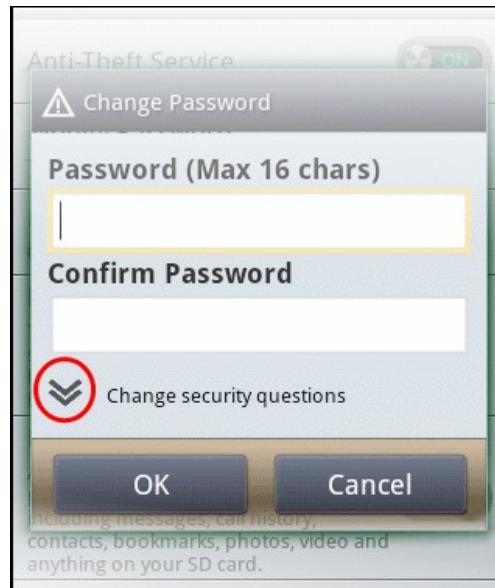 Anti-Theft Service
ON
Change Password
Password (Max 16 chars)
Confirm Password
Change security questions
OK
Cancel
including messages, call history,
contacts, bookmarks, photos, video and
anything on your SD card.